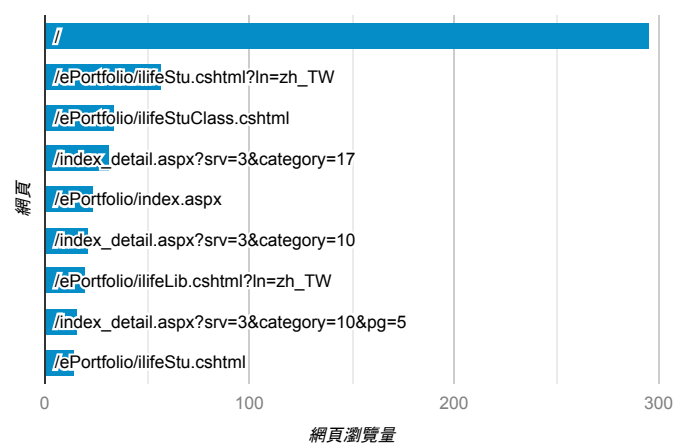 /
/ePortfolio/ilifeStu.cshtml?ln=zh_TW
/ePortfolio/ilifeStuClass.cshtml
/index_detail.aspx?srv=3&category=17
/ePortfolio/index.aspx
/index_detail.aspx?srv=3&category=10
/ePortfolio/ilifeLib.cshtml?ln=zh_TW
/index_detail.aspx?srv=3&category=10&pg=5
/ePortfolio/ilifeStu.cshtml
網頁
0 100 200 300
網頁瀏覽量